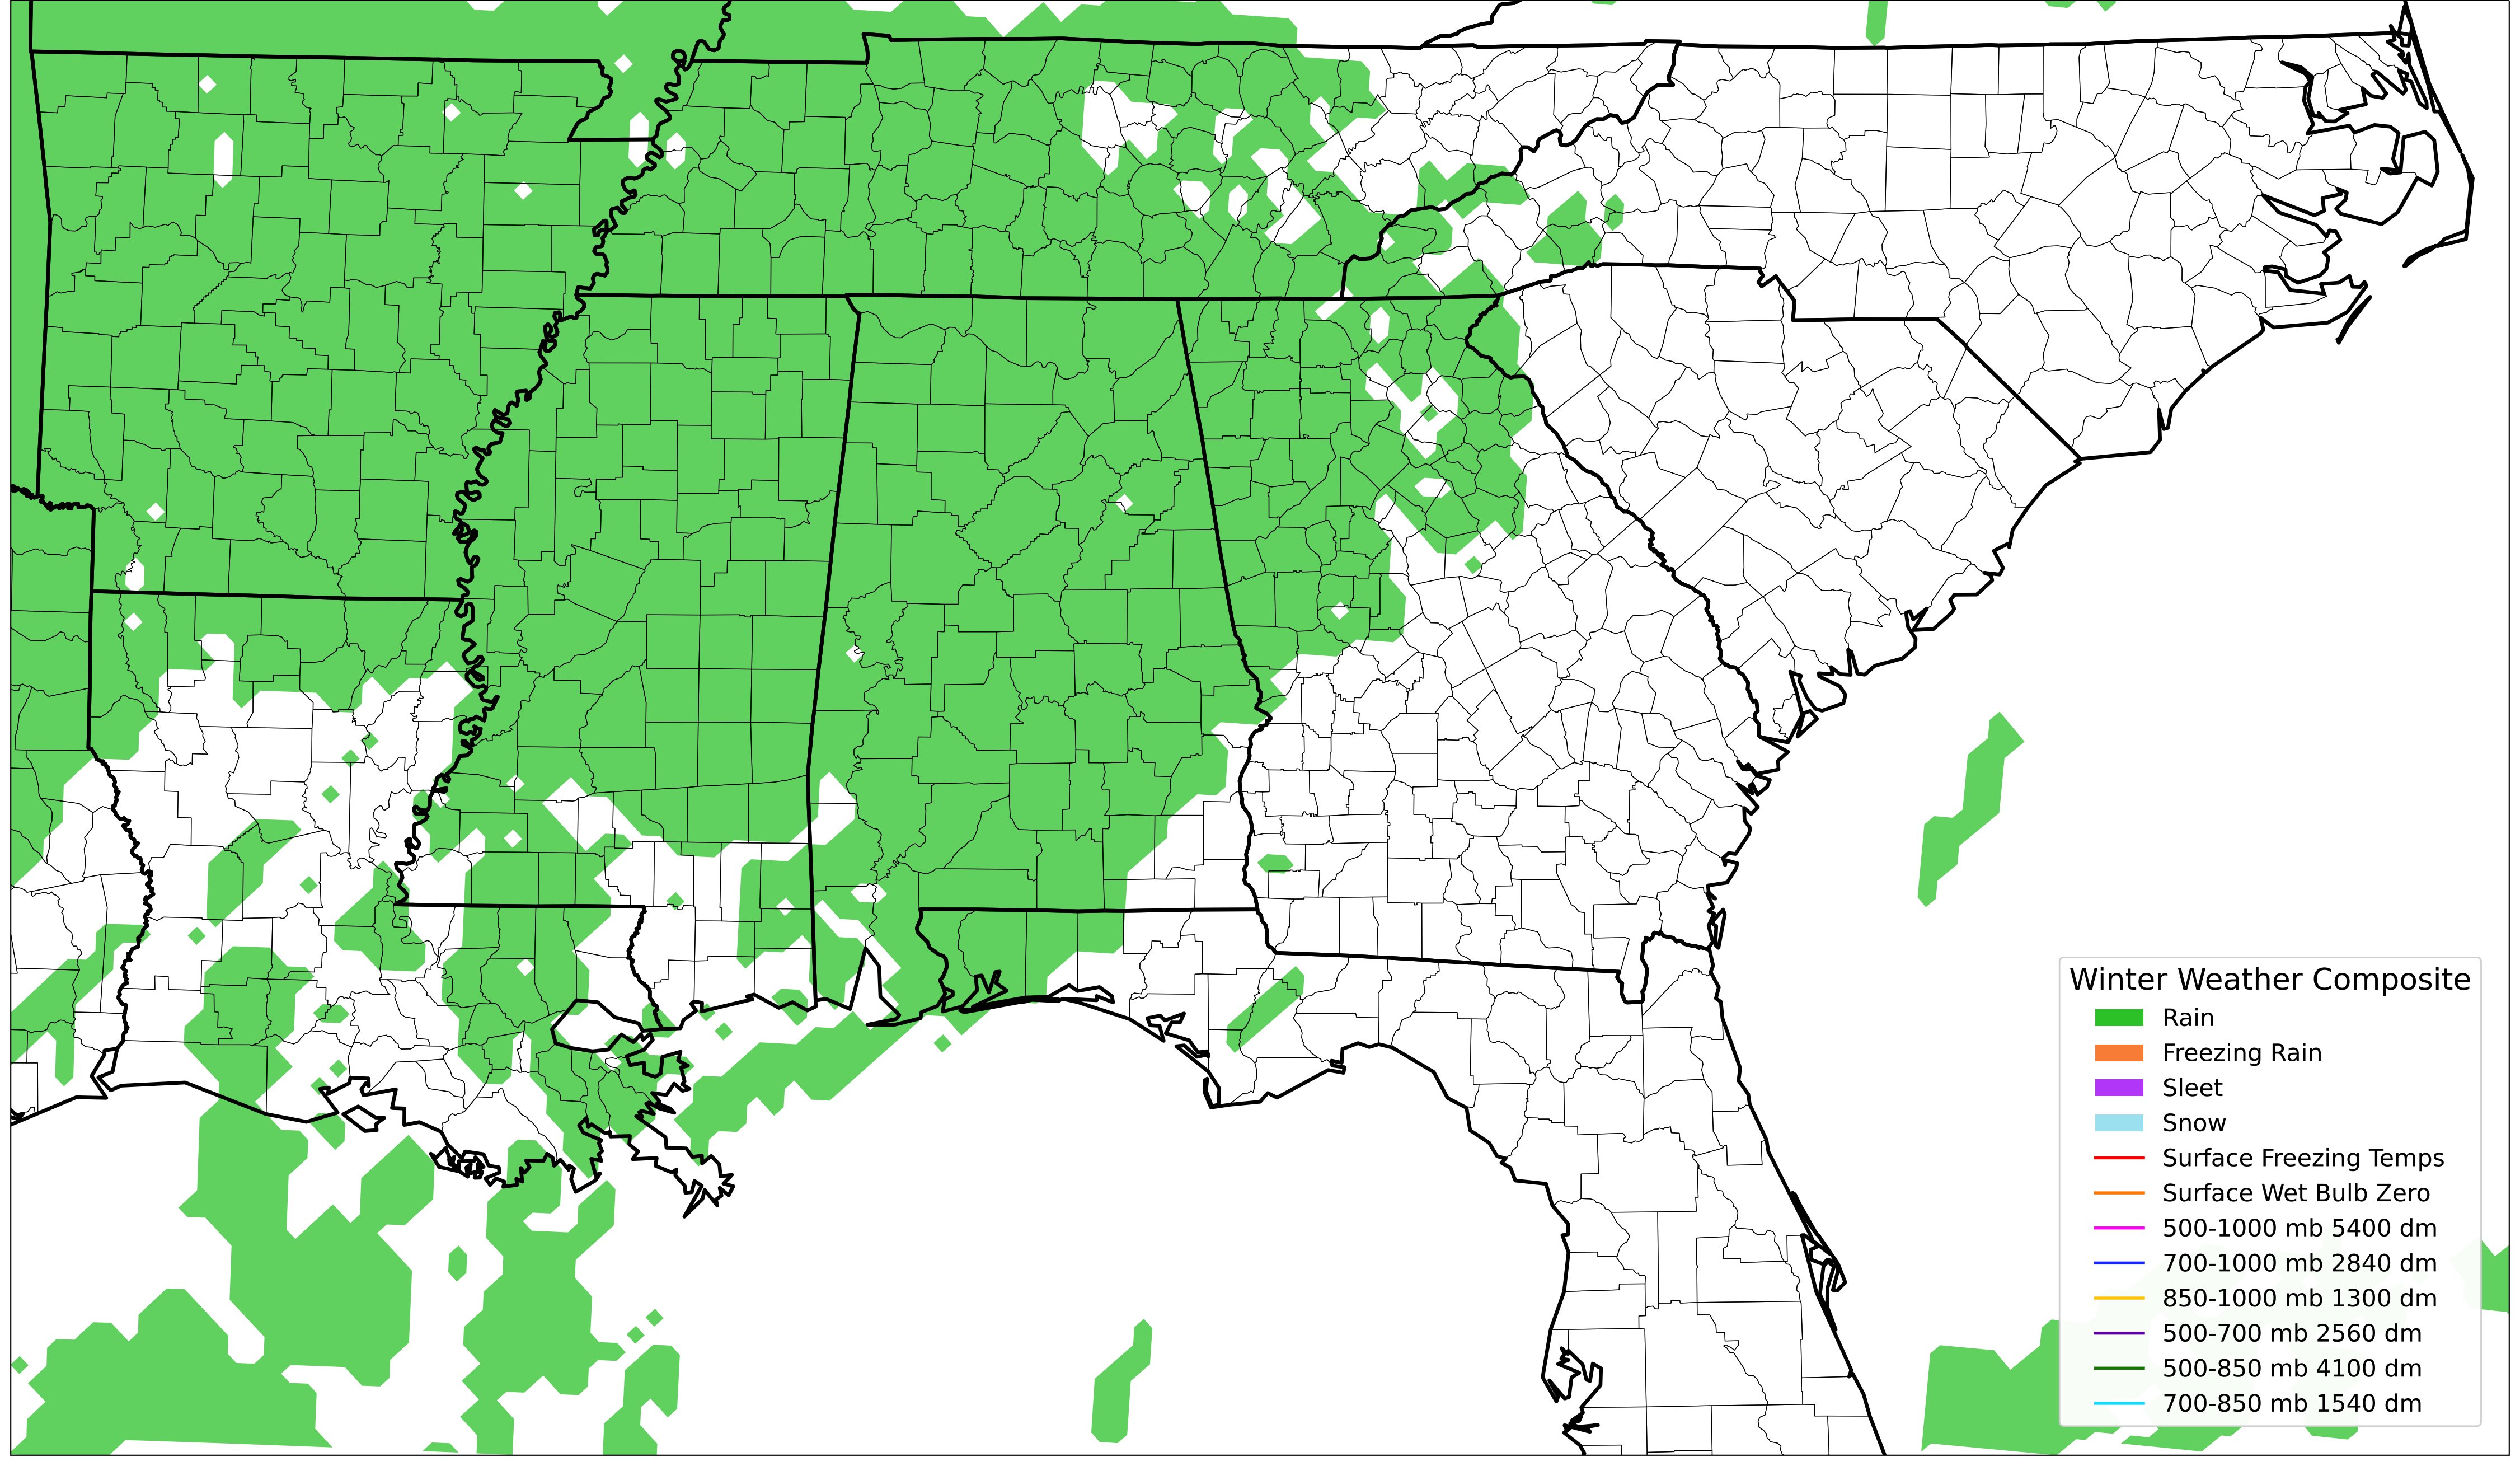 Winter Weather Composite
Rain
Freezing Rain
Sleet
Snow
Surface Freezing Temps
Surface Wet Bulb Zero
500-1000 mb 5400 dm
700-1000 mb 2840 dm
850-1000 mb 1300 dm
500-700 mb 2560 dm
500-850 mb 4100 dm
700-850 mb 1540 dm